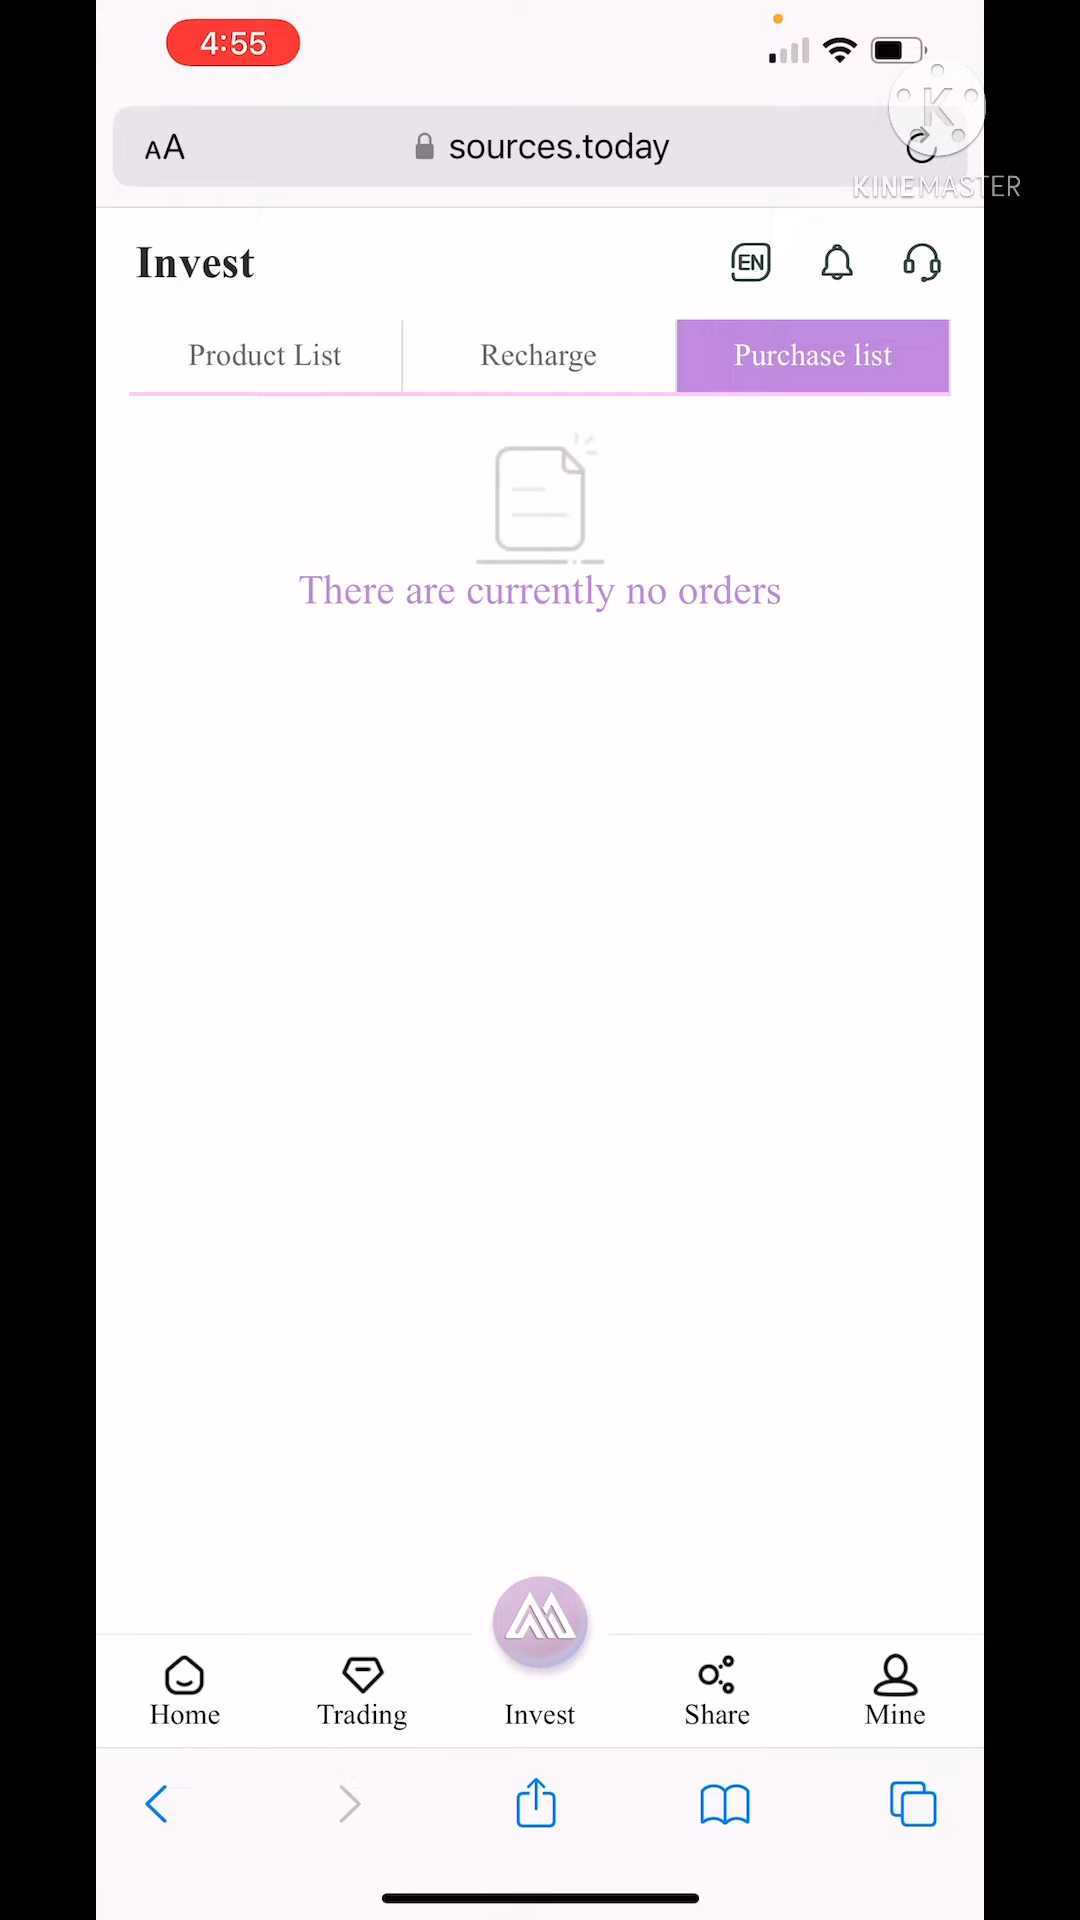 4:55
AA
sources.today
KINEMASTER
Invest
EN
Product List
Recharge
Purchase list
There are currently no orders
Home
Trading
Invest
Share
Mine